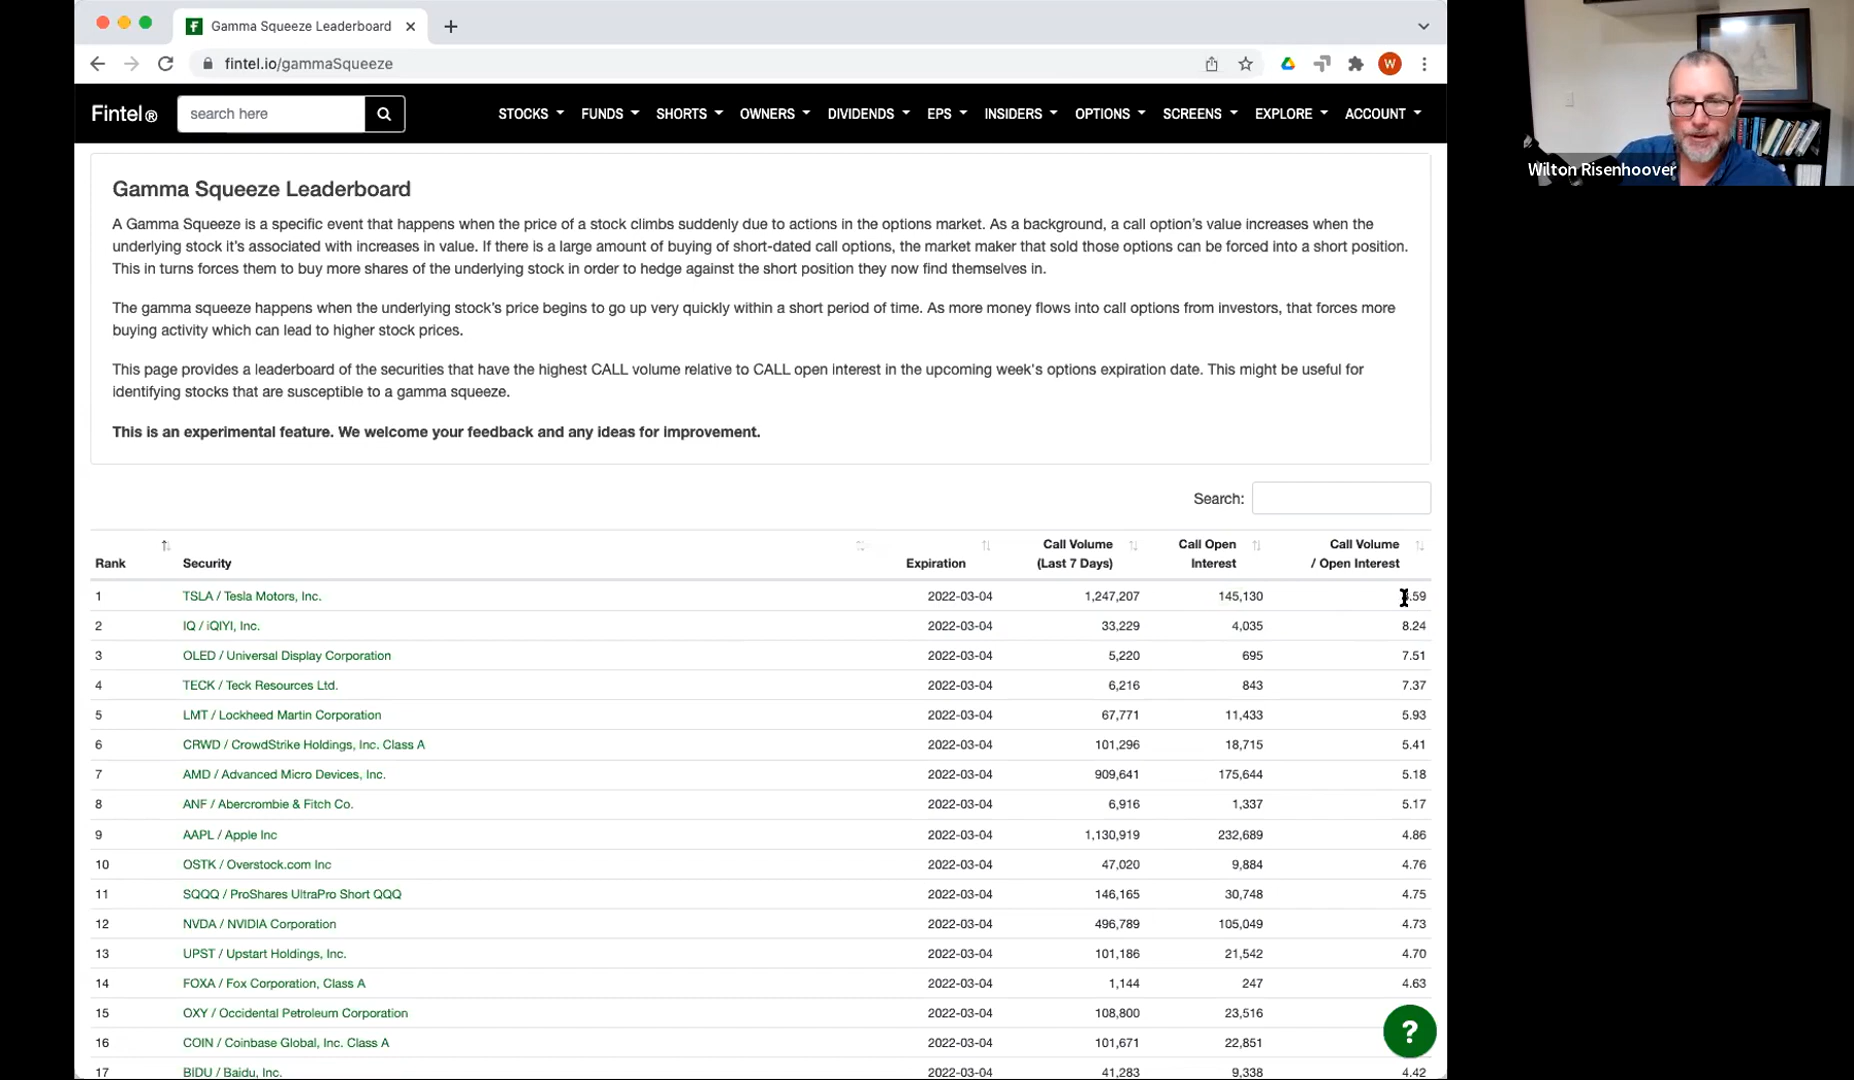 Gamma Squeeze Leaderboard
fintel.io/gammaSqueeze
W
Fintel®
search here
STOCKS FUNDS SHORTS OWNERS DIVIDENDS EPS INSIDERS OPTIONS SCREENS EXPLORE ACCOUNT
Wilton Risenhoover
Gamma Squeeze Leaderboard
A Gamma Squeeze is a specific event that happens when the price of a stock climbs suddenly due to actions in the options market. As a background, a call option's value increases when the
underlying stock it's associated with increases in value. If there is a large amount of buying of short-dated call options, the market maker that sold those options can be forced into a short position.
This in turns forces them to buy more shares of the underlying stock in order to hedge against the short position they now find themselves in.
The gamma squeeze happens when the underlying stock's price begins to go up very quickly within a short period of time. As more money flows into call options from investors, that forces more
buying activity which can lead to higher stock prices.
This page provides a leaderboard of the securities that have the highest CALL volume relative to CALL open interest in the upcoming week's options expiration date. This might be useful for
identifying stocks that are susceptible to a gamma squeeze.
This is an experimental feature. We welcome your feedback and any ideas for improvement.
Search:
Rank Security Expiration Call Volume (Last 7 Days) Call Open Interest Call Volume / Open Interest
1 TSLA / Tesla Motors, Inc. 2022-03-04 1,247,207 145,130 .59
2 IQ / iQIYI, Inc. 2022-03-04 33,229 4,035 8.24
3 OLED / Universal Display Corporation 2022-03-04 5,220 695 7.51
4 TECK / Teck Resources Ltd. 2022-03-04 6,216 843 7.37
5 LMT / Lockheed Martin Corporation 2022-03-04 67,771 11,433 5.93
6 CRWD / CrowdStrike Holdings, Inc. Class A 2022-03-04 101,296 18,715 5.41
7 AMD / Advanced Micro Devices, Inc. 2022-03-04 909,641 175,644 5.18
8 ANF / Abercrombie & Fitch Co. 2022-03-04 6,916 1,337 5.17
9 AAPL / Apple Inc 2022-03-04 1,130,919 232,689 4.86
10 OSTK / Overstock.com Inc 2022-03-04 47,020 9,884 4.76
11 SQQQ / ProShares UltraPro Short QQQ 2022-03-04 146,165 30,748 4.75
12 NVDA / NVIDIA Corporation 2022-03-04 496,789 105,049 4.73
13 UPST / Upstart Holdings, Inc. 2022-03-04 101,186 21,542 4.70
14 FOXA / Fox Corporation, Class A 2022-03-04 1,144 247 4.63
15 OXY / Occidental Petroleum Corporation 2022-03-04 108,800 23,516
16 COIN / Coinbase Global, Inc. Class A 2022-03-04 101,671 22,851
17 BIDU / Baidu, Inc. 2022-03-04 41,283 9,338 4.42
?